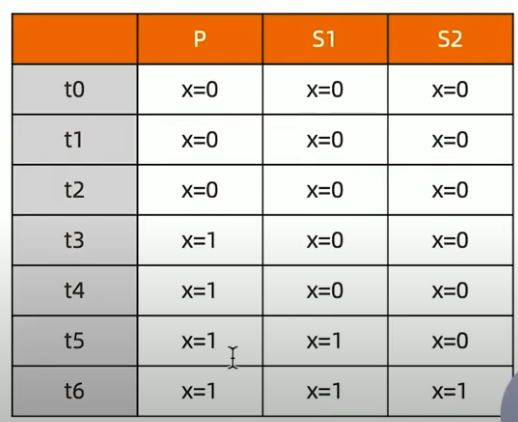 P S1 S2
t0 x=0 x=0 x=0
t1 x=0 x=0 x=0
t2 x=0 x=0 x=0
t3 x=1 x=0 x=0
t4 x=1 x=0 x=0
t5 x=1 x=1 x=0
t6 x=1 x=1 x=1